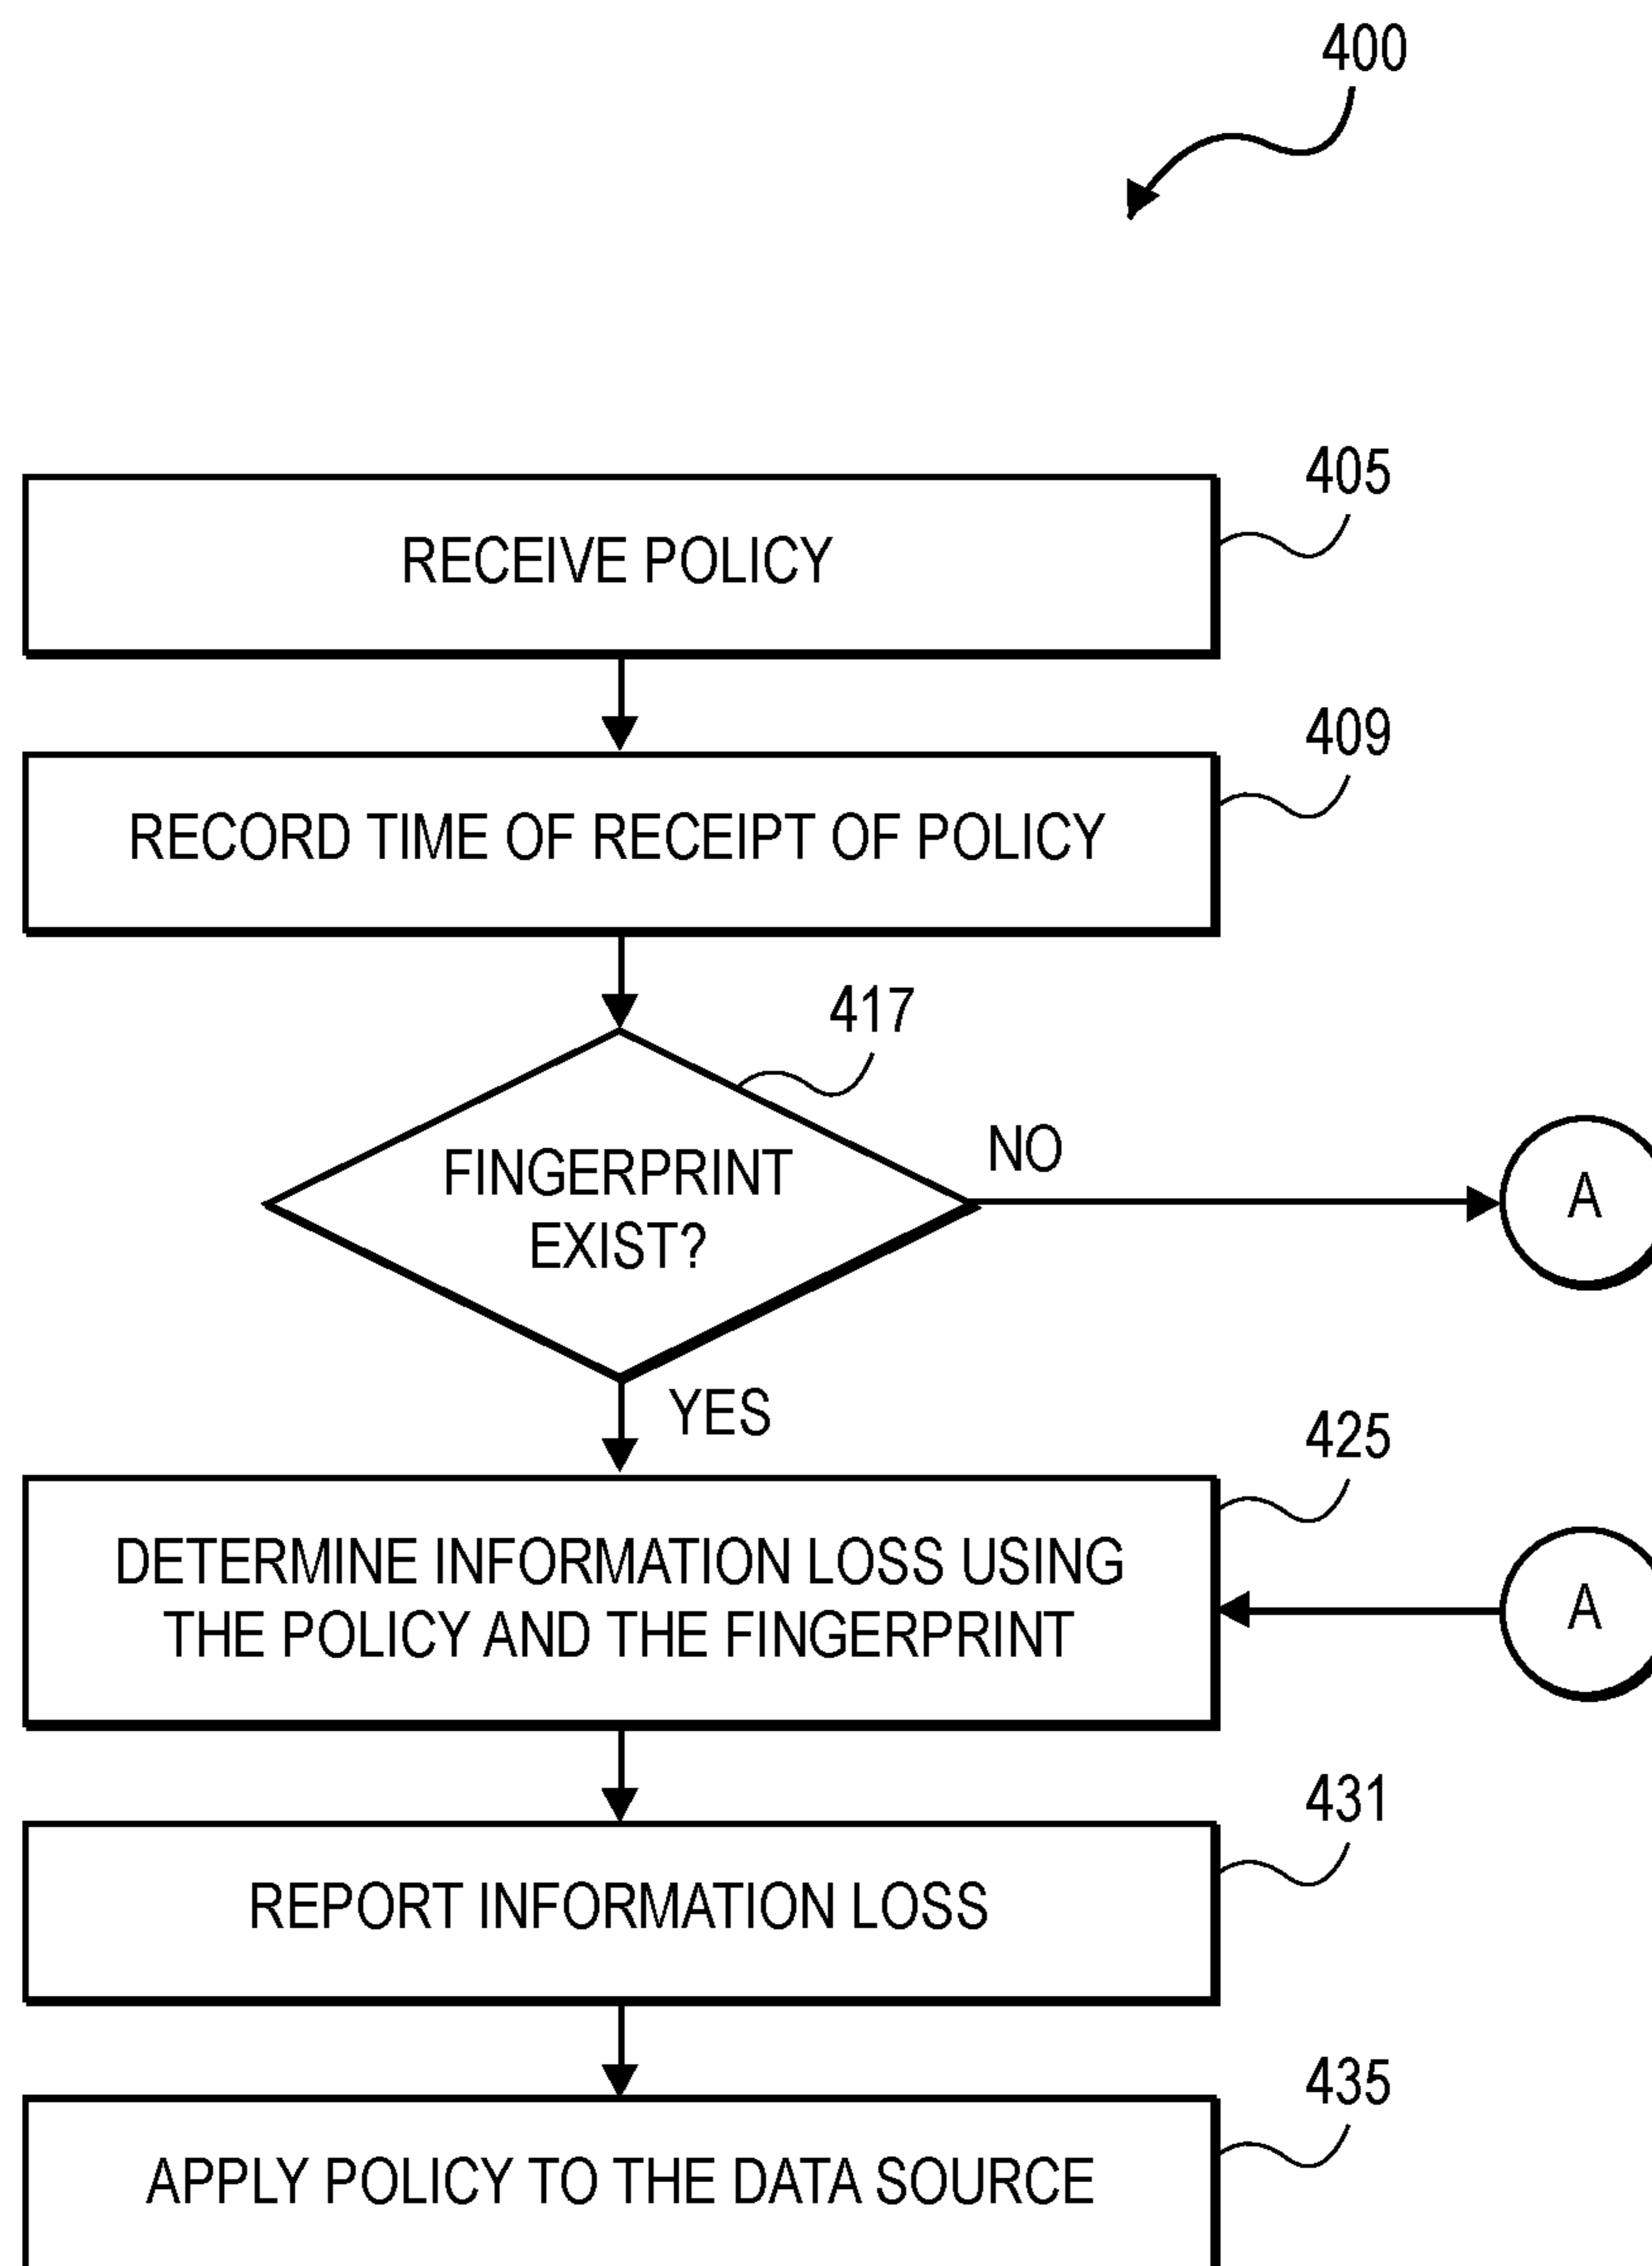 400
405
RECEIVE POLICY
409
RECORD TIME OF RECEIPT OF POLICY
417
FINGERPRINT
EXIST?
NO
A
YES
425
DETERMINE INFORMATION LOSS USING
THE POLICY AND THE FINGERPRINT
A
431
REPORT INFORMATION LOSS
435
APPLY POLICY TO THE DATA SOURCE